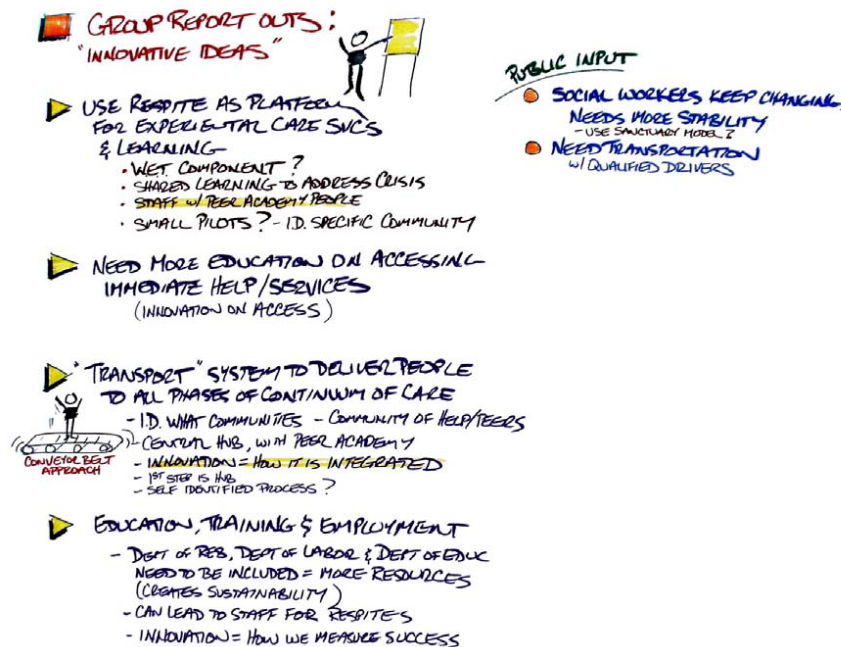 GROUP REPORT OUTS:
"INNOVATIVE IDEAS"
USE RESPITE AS PLATFORM
FOR EXPERIENTAL CARE SVCS
& LEARNING
• WET COMPONENT?
• SHARED LEARNING TO ADDRESS CRISIS
• STAFF W/ PEER ACADEMY PEOPLE
• SMALL PILOTS? - I.D. SPECIFIC COMMUNITY
NEED MORE EDUCATION ON ACCESSING
IMMEDIATE HELP/SERVICES
(INNOVATION ON ACCESS)
"TRANSPORT" SYSTEM TO DELIVER PEOPLE
TO ALL PHASES OF CONTINUUM OF CARE
- I.D. WHAT COMMUNITIES - COMMUNITY OF HELP/PEERS
- CENTRAL HUB, WITH PEER ACADEMY
- INNOVATION = HOW IT IS INTEGRATED
- 1ST STEP IS HUB
- SELF IDENTIFIED PROCESS?
CONVEYOR BELT
APPROACH
EDUCATION, TRAINING & EMPLOYMENT
- DEPT OF REB, DEPT OF LABOR & DEPT OF EDUC
NEED TO BE INCLUDED = MORE RESOURCES
(CREATES SUSTAINABILITY)
- CAN LEAD TO STAFF FOR RESPITES
- INNOVATION = HOW WE MEASURE SUCCESS
PUBLIC INPUT
SOCIAL WORKERS KEEP CHANGING,
NEEDS MORE STABILITY
- USE SANCTUARY MODEL?
NEED TRANSPORTATION
W/ QUALIFIED DRIVERS